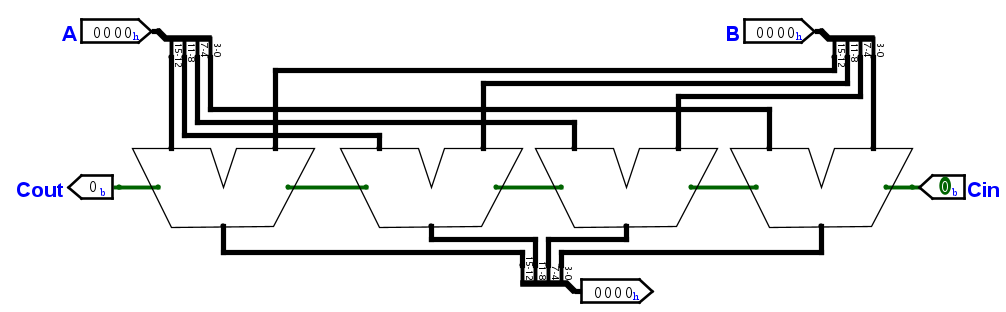 A 0000h
15-12 11-8 7-4 3-0
B 0000h
15-12 11-8 7-4 3-0
Cout 0b
0b Cin
15-12 11-8 7-4 3-0
0000h